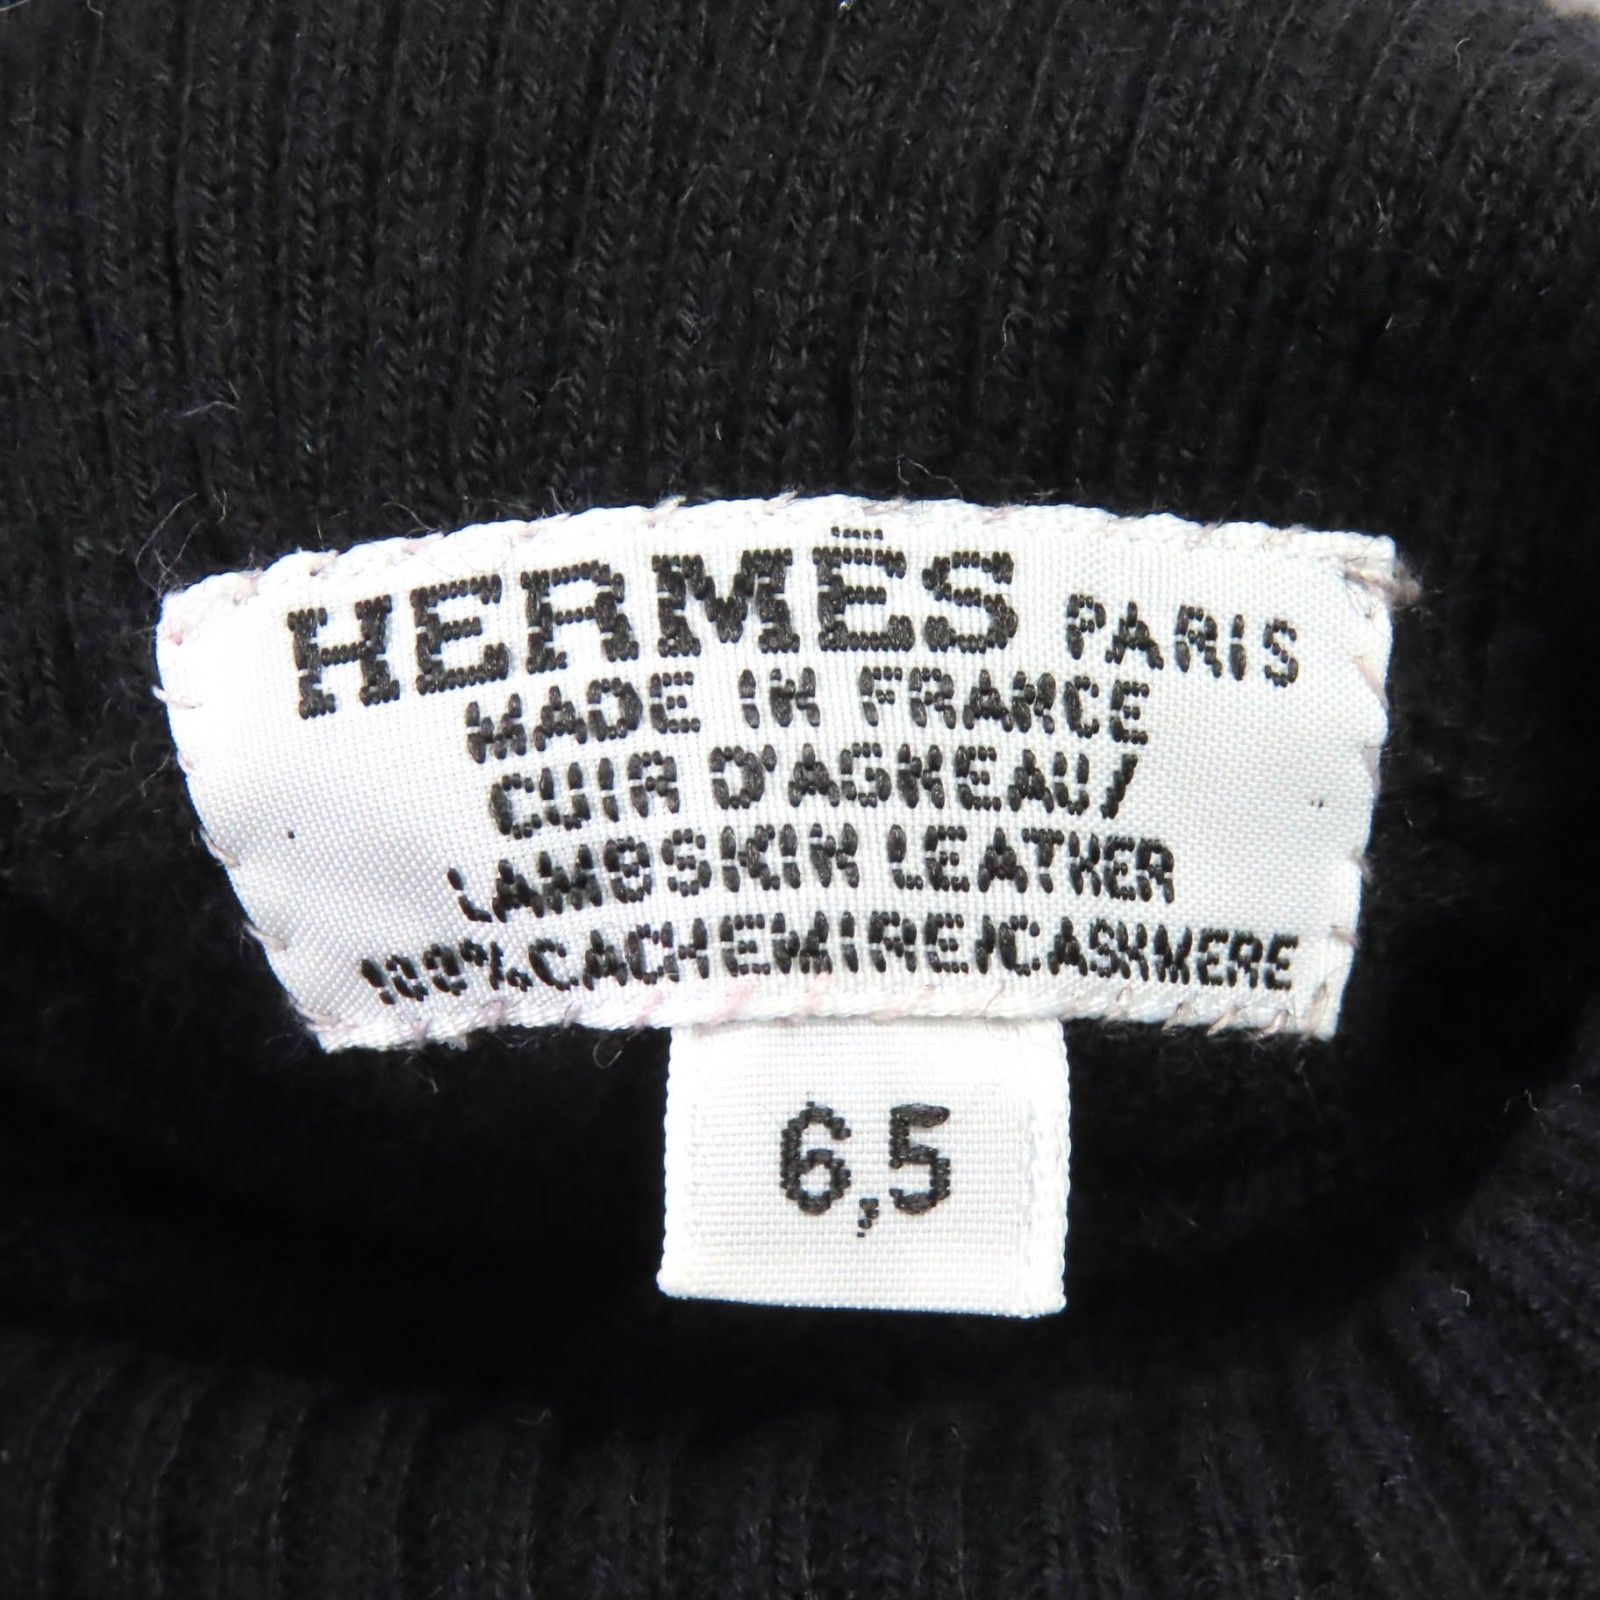 HERMÈS PARIS
MADE IN FRANCE
CUIR D'AGNEAU/
LAMBSKIN LEATHER
100%CACHEMIRE/CASHMERE
6,5